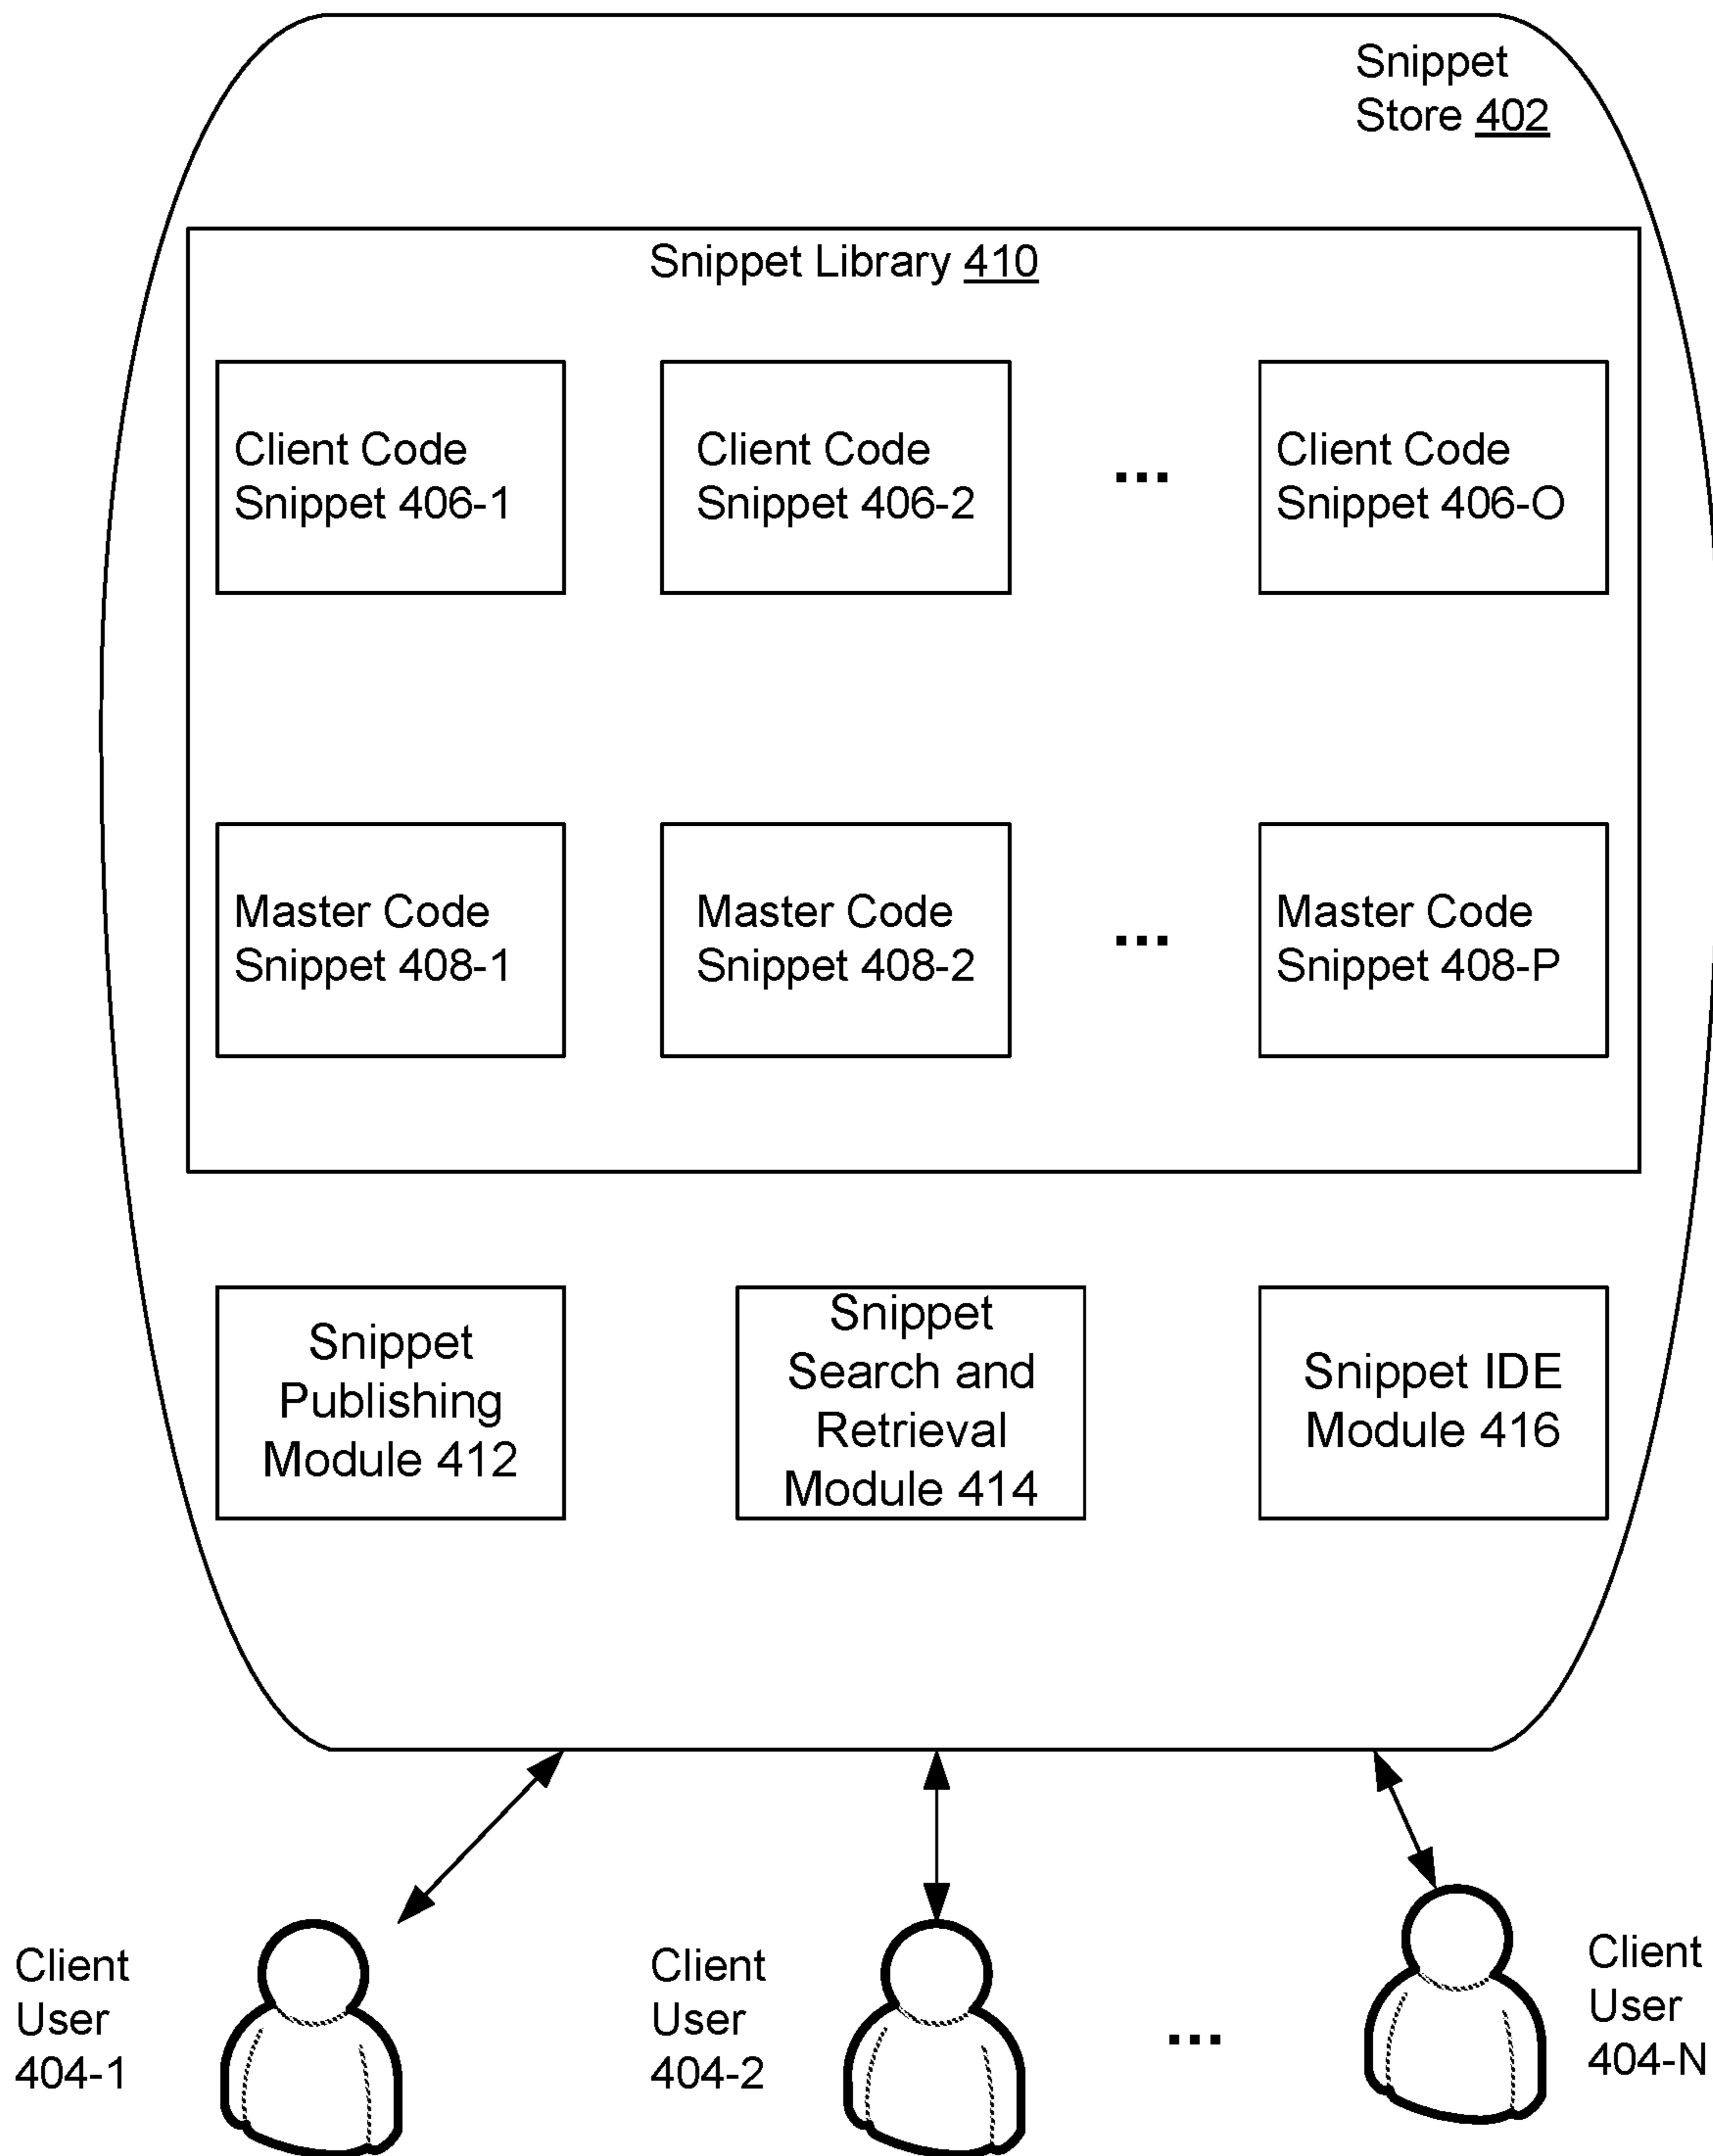 Snippet
Store 402
Snippet Library 410
Client Code
Snippet 406-1
Client Code
Snippet 406-2
...
Client Code
Snippet 406-O
Master Code
Snippet 408-1
Master Code
Snippet 408-2
...
Master Code
Snippet 408-P
Snippet
Publishing
Module 412
Snippet
Search and
Retrieval
Module 414
Snippet IDE
Module 416
Client
User
404-1
Client
User
404-2
...
Client
User
404-N